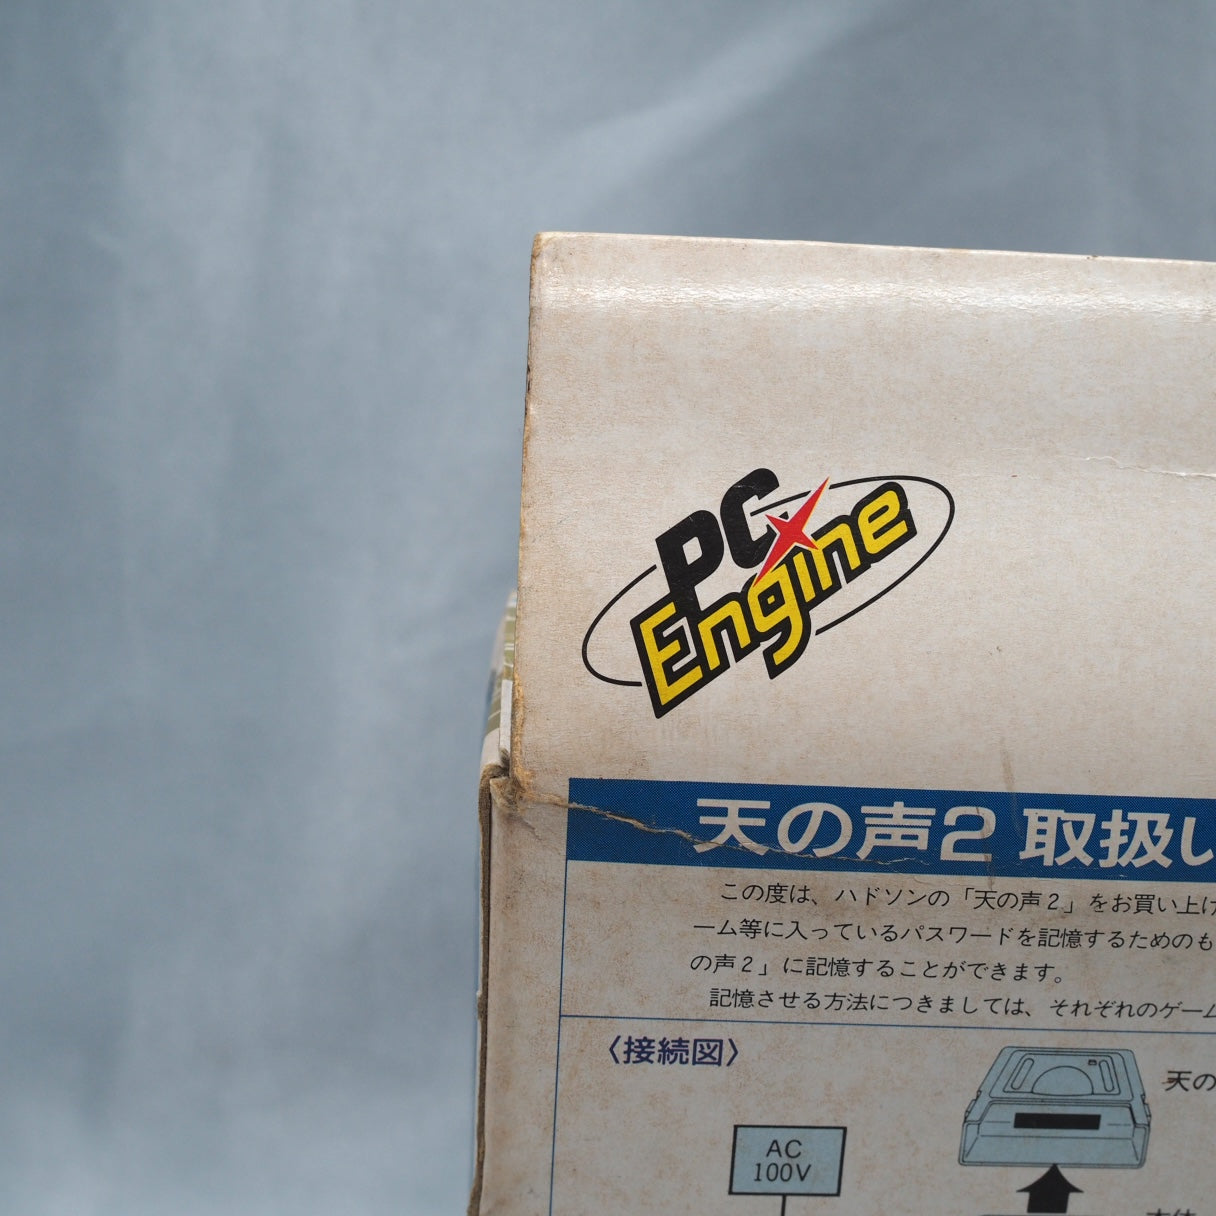 PC Engine
天の声2 取扱い
この度は、ハドソンの「天の声2」をお買い上げ
ーム等に入っているパスワードを記憶するためのも
の声2」に記憶することができます。
記憶させる方法につきましては、それぞれのゲーム
〈接続図〉
天の
AC
100V
本体